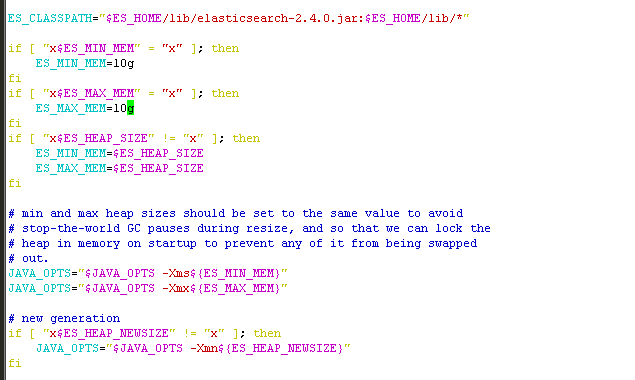 ES_CLASSPATH="$ES_HOME/lib/elasticsearch-2.4.0.jar:$ES_HOME/lib/*"

if [ "x$ES_MIN_MEM" = "x" ]; then
    ES_MIN_MEM=10g
fi
if [ "x$ES_MAX_MEM" = "x" ]; then
    ES_MAX_MEM=10g
fi
if [ "x$ES_HEAP_SIZE" != "x" ]; then
    ES_MIN_MEM=$ES_HEAP_SIZE
    ES_MAX_MEM=$ES_HEAP_SIZE
fi

# min and max heap sizes should be set to the same value to avoid
# stop-the-world GC pauses during resize, and so that we can lock the
# heap in memory on startup to prevent any of it from being swapped
# out.
JAVA_OPTS="$JAVA_OPTS -Xms${ES_MIN_MEM}"
JAVA_OPTS="$JAVA_OPTS -Xmx${ES_MAX_MEM}"

# new generation
if [ "x$ES_HEAP_NEWSIZE" != "x" ]; then
    JAVA_OPTS="$JAVA_OPTS -Xmn${ES_HEAP_NEWSIZE}"
fi